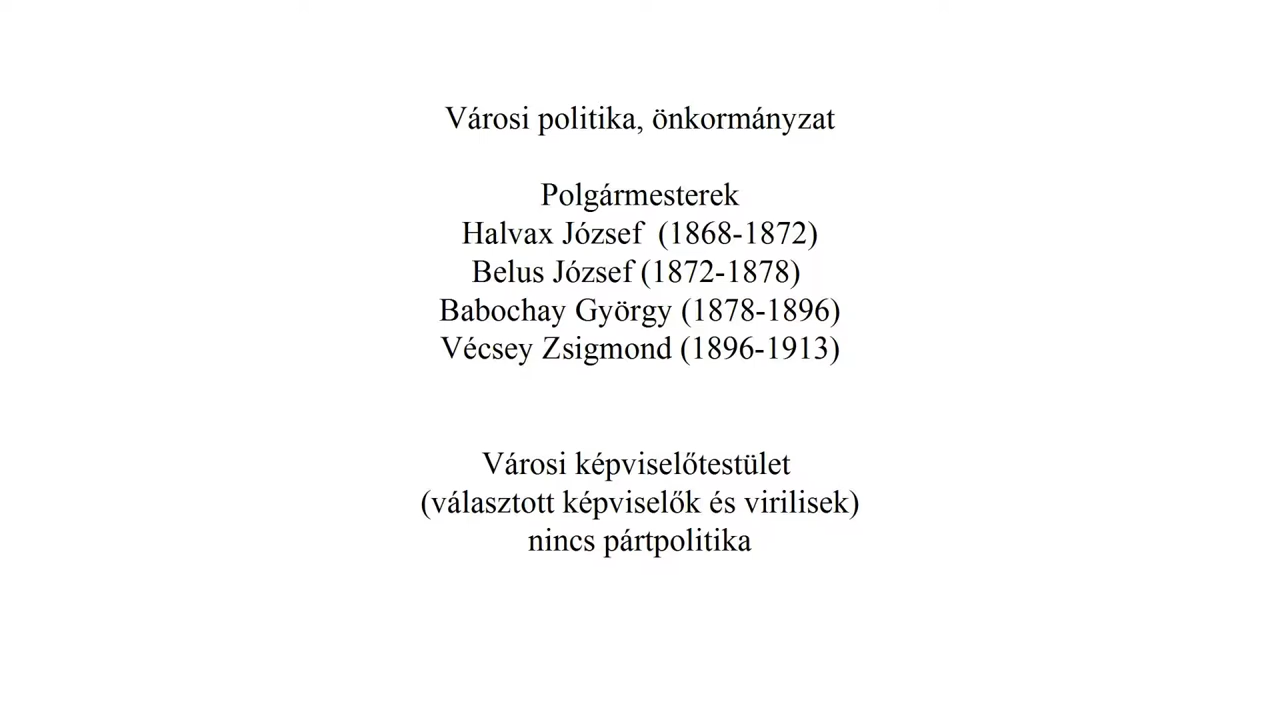 Városi politika, önkormányzat
Polgármesterek
Halvax József  (1868-1872)
Belus József (1872-1878)
Babochay György (1878-1896)
Vécsey Zsigmond (1896-1913)
Városi képviselőtestület
(választott képviselők és virilisek)
nincs pártpolitika